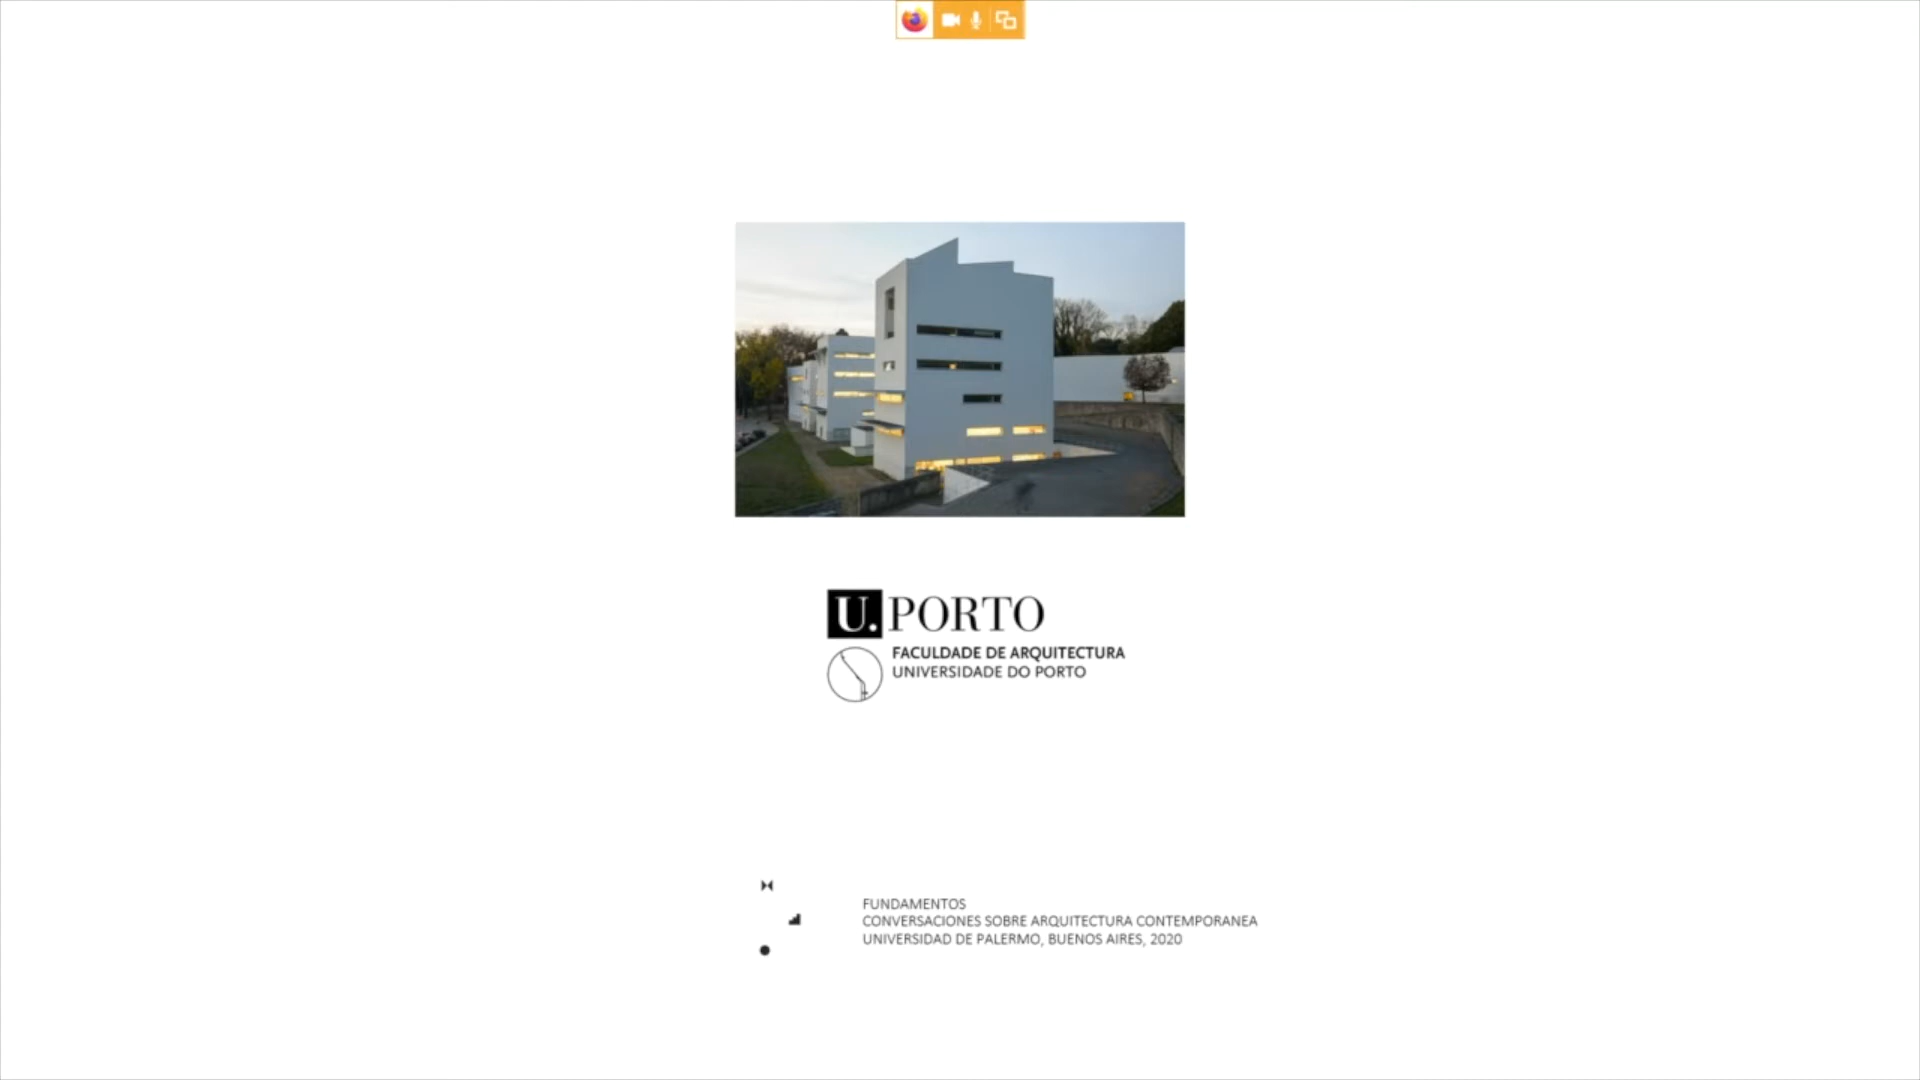 U. PORTO
FACULDADE DE ARQUITECTURA
UNIVERSIDADE DO PORTO
FUNDAMENTOS
CONVERSACIONES SOBRE ARQUITECTURA CONTEMPORANEA
UNIVERSIDAD DE PALERMO, BUENOS AIRES, 2020